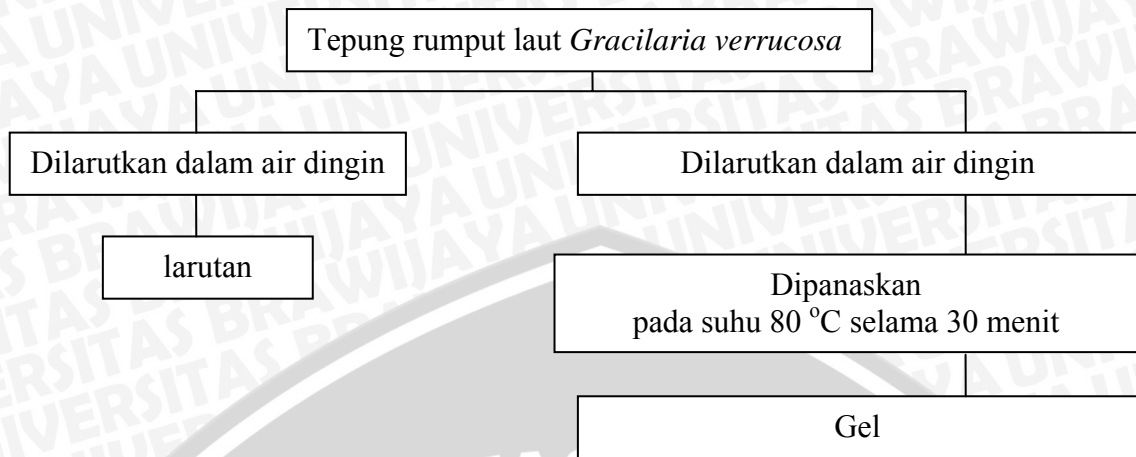 Tepung rumput laut Gracilaria verrucosa
Dilarutkan dalam air dingin
Dilarutkan dalam air dingin
larutan
Dipanaskan
pada suhu 80 °C selama 30 menit
Gel